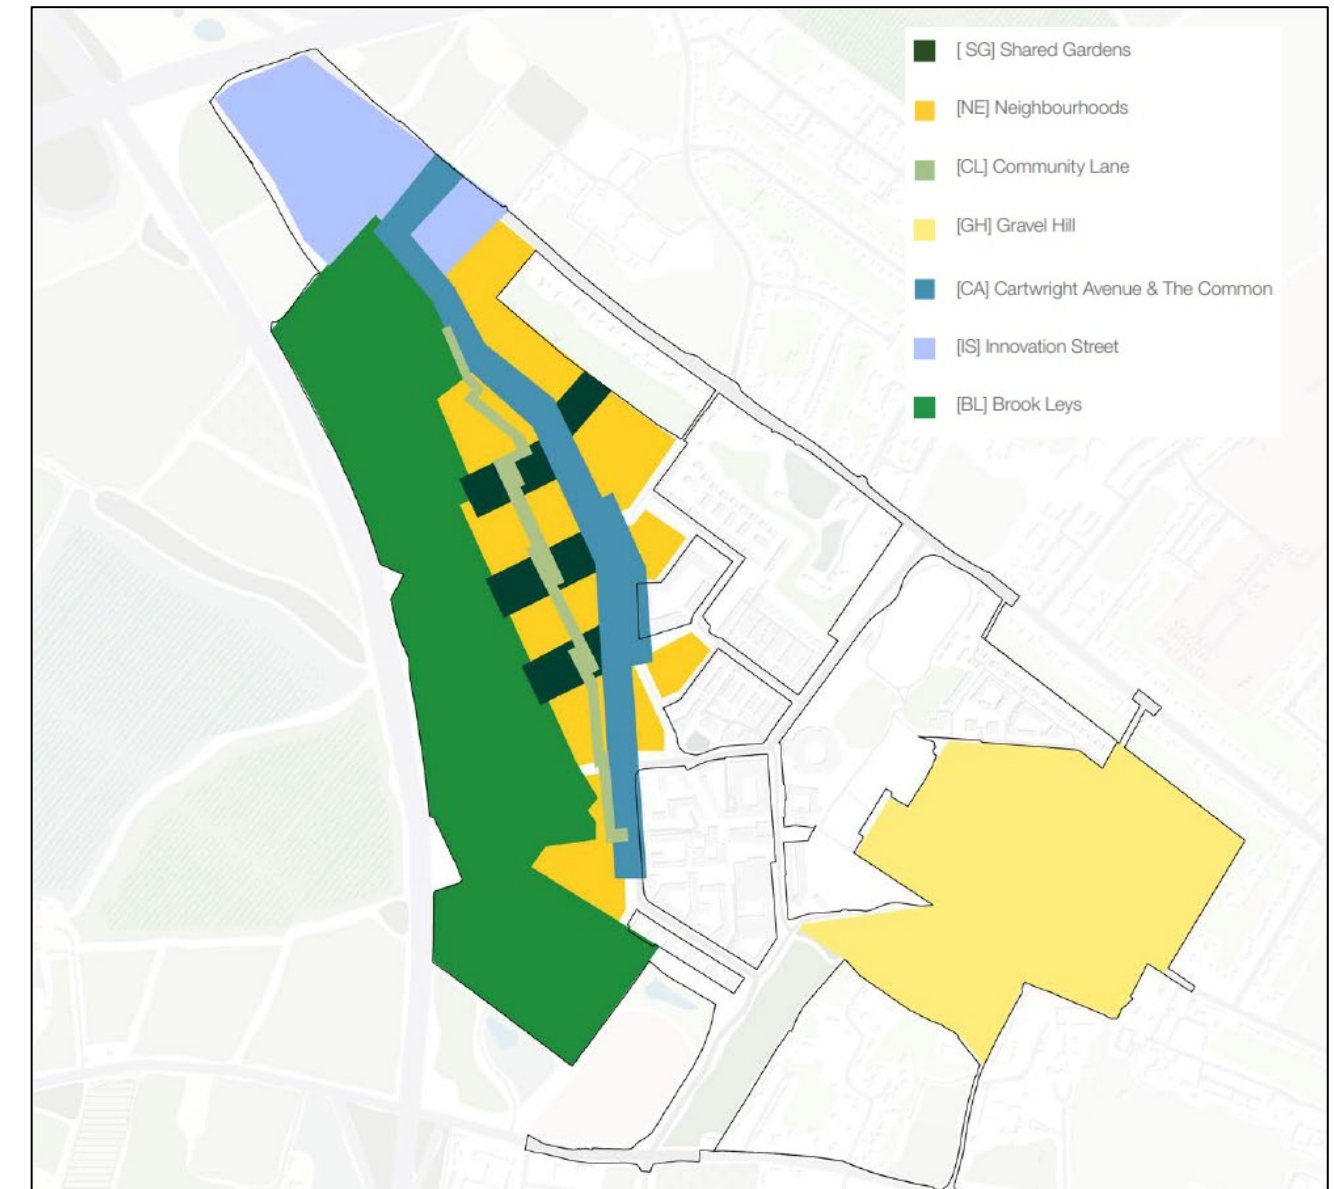 [ SG] Shared Gardens
[NE] Neighbourhoods
[CL] Community Lane
[GH] Gravel Hill
[CA] Cartwright Avenue & The Common
[IS] Innovation Street
[BL] Brook Leys